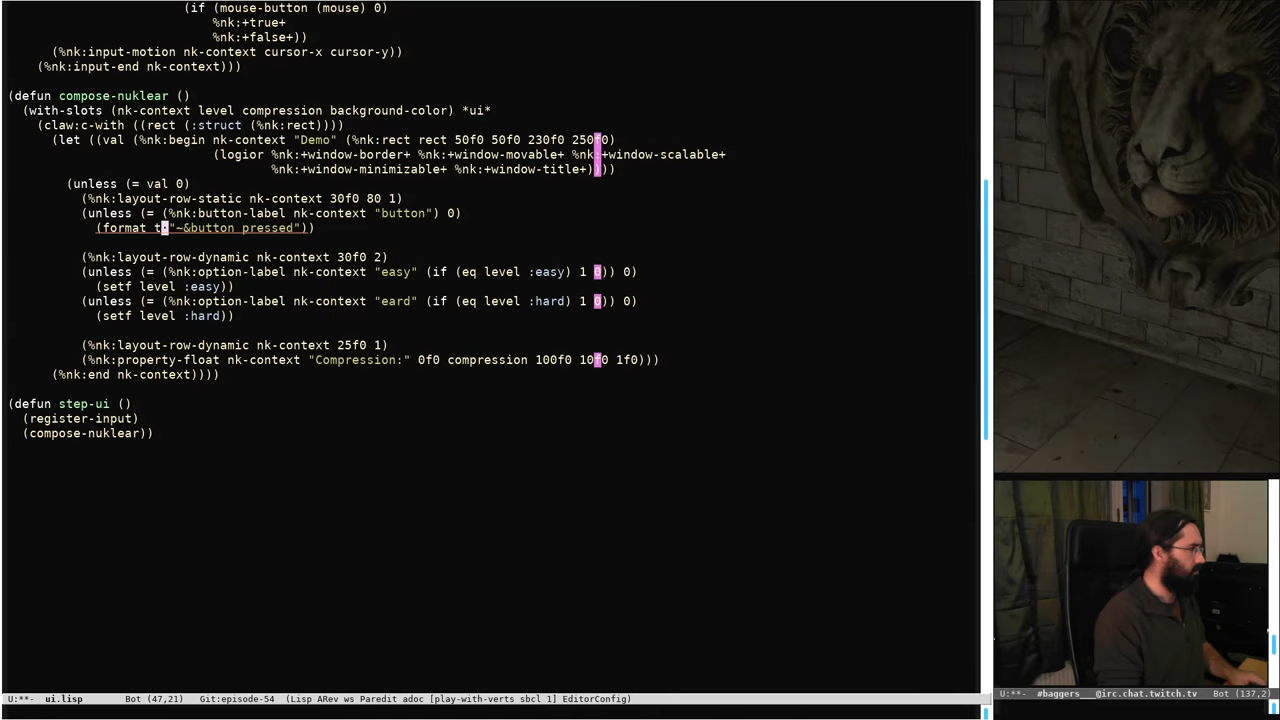 (if (mouse-button (mouse) 0)
%nk:+true+
%nk:+false+))
(%nk:input-motion nk-context cursor-x cursor-y))
(%nk:input-end nk-context)))
(defun compose-nuklear ()
(with-slots (nk-context level compression background-color) *ui*
(claw:c-with ((rect (:struct (%nk:rect))))
(let ((val (%nk:begin nk-context "Demo" (%nk:rect rect 50f0 50f0 230f0 250f0)
(logior %nk:+window-border+ %nk:+window-movable+ %nk:+window-scalable+
%nk:+window-minimizable+ %nk:+window-title+))))
(unless (= val 0)
(%nk:layout-row-static nk-context 30f0 80 1)
(unless (= (%nk:button-label nk-context "button") 0)
(format t·"~&button pressed"))
(%nk:layout-row-dynamic nk-context 30f0 2)
(unless (= (%nk:option-label nk-context "easy" (if (eq level :easy) 1 0)) 0)
(setf level :easy))
(unless (= (%nk:option-label nk-context "eard" (if (eq level :hard) 1 0)) 0)
(setf level :hard))
(%nk:layout-row-dynamic nk-context 25f0 1)
(%nk:property-float nk-context "Compression:" 0f0 compression 100f0 10f0 1f0)))
(%nk:end nk-context))))
(defun step-ui ()
(register-input)
(compose-nuklear))
U:**- ui.lisp Bot (47,21) Git:episode-54 (Lisp ARev ws Paredit adoc [play-with-verts sbcl 1] EditorConfig)
U:**- #baggers___@irc.chat.twitch.tv Bot (137,2)